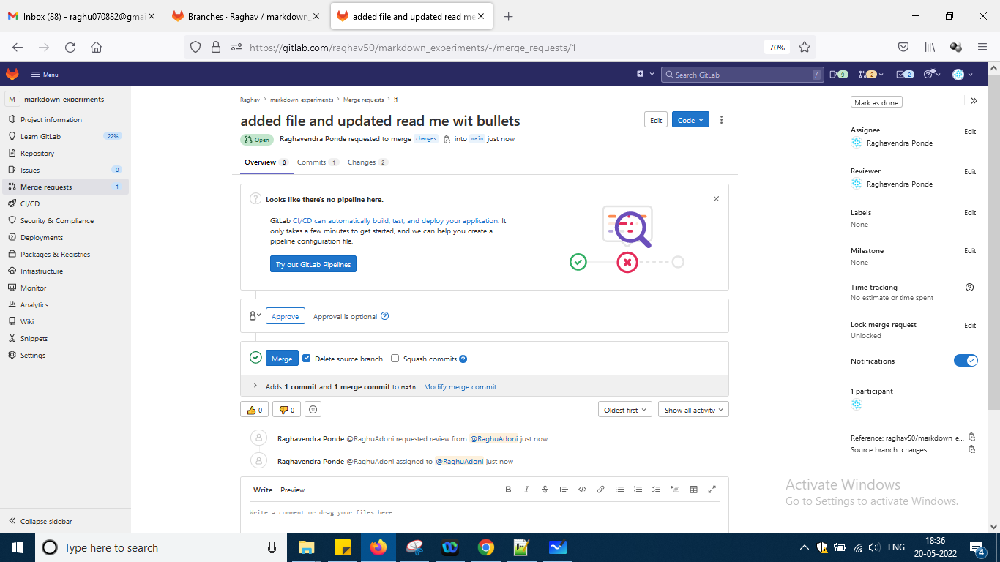 Inbox (88) - raghu070882@gmai
Branches · Raghav / markdown_
added file and updated read me
https://gitlab.com/raghav50/markdown_experiments/-/merge_requests/1
70%
Menu
Search GitLab
/
9
2
2
M markdown_experiments
Project information
Learn GitLab 22%
Repository
Issues 0
Merge requests 1
CI/CD
Security & Compliance
Deployments
Packages & Registries
Infrastructure
Monitor
Analytics
Wiki
Snippets
Settings
Collapse sidebar
Raghav › markdown_experiments › Merge requests › !1
added file and updated read me wit bullets
Edit
Code
Open Raghavendra Ponde requested to merge changes into main just now
Overview 0 Commits 1 Changes 2
Looks like there's no pipeline here.
GitLab CI/CD can automatically build, test, and deploy your application. It
only takes a few minutes to get started, and we can help you create a
pipeline configuration file.
Try out GitLab Pipelines
Approve Approval is optional ?
Merge Delete source branch Squash commits ?
Adds 1 commit and 1 merge commit to main. Modify merge commit
0
0
Oldest first
Show all activity
Raghavendra Ponde @RaghuAdoni requested review from @RaghuAdoni just now
Raghavendra Ponde @RaghuAdoni assigned to @RaghuAdoni just now
Write Preview
B I S
Write a comment or drag your files here…
Mark as done
Assignee Edit
Raghavendra Ponde
Reviewer Edit
Raghavendra Ponde
Labels Edit
None
Milestone Edit
None
Time tracking ?
No estimate or time spent
Lock merge request Edit
Unlocked
Notifications
1 participant
Reference: raghav50/markdown_e...
Source branch: changes
Activate Windows
Go to Settings to activate Windows.
Type here to search
ENG
18:36
20-05-2022
4